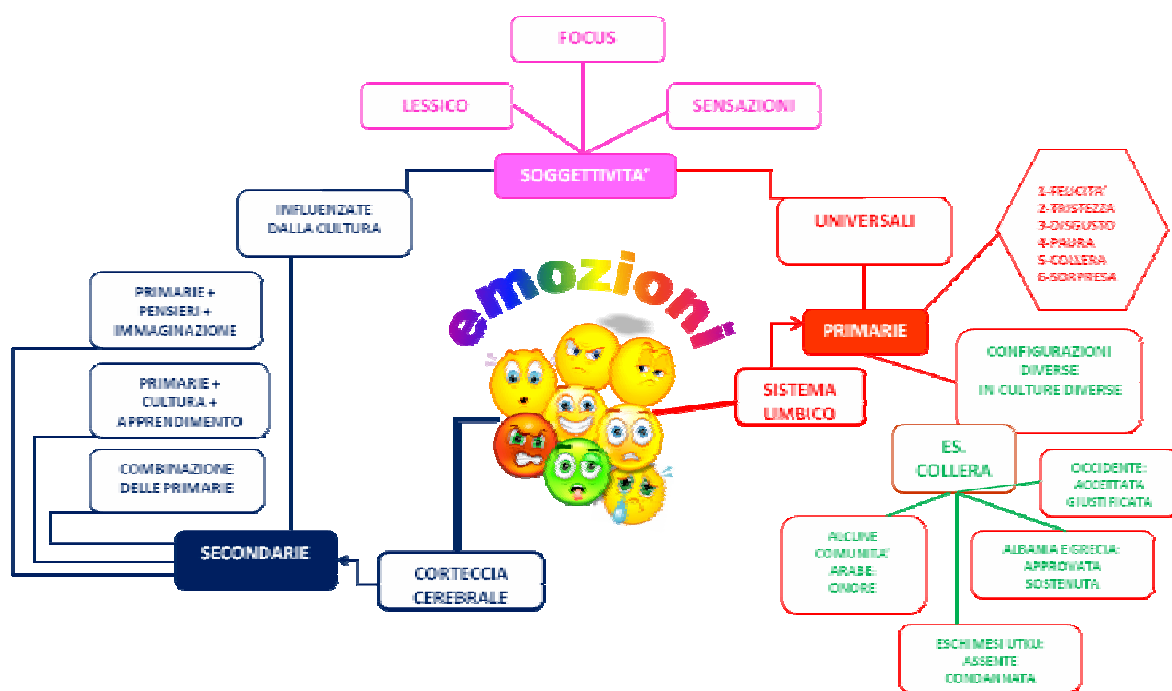 FOCUS
LESSICO
SENSAZIONI
SOGGETTIVITA'
INFLUENZATE
DALLA CULTURA
UNIVERSALI
1-FELICITA'
2-TRISTEZZA
3-DISGUSTO
4-PAURA
5-COLLERA
6-SORPRESA
PRIMARIE +
PENSIERI +
IMMAGINAZIONE
emozioni
PRIMARIE
CONFIGURAZIONI
DIVERSE
IN CULTURE DIVERSE
PRIMARIE +
CULTURA +
APPRENDIMENTO
SISTEMA
LIMBICO
COMBINAZIONE
DELLE PRIMARIE
ES.
COLLERA
OCCIDENTE:
ACCETTATA
GIUSTIFICATA
SECONDARIE
CORTECCIA
CEREBRALE
ALCUNE
COMUNITA'
ARABE:
ONORE
ALBANIA E GRECIA:
APPROVATA
SOSTENUTA
ESCHIMESI UTKU:
ASSENTE
CONDANNATA